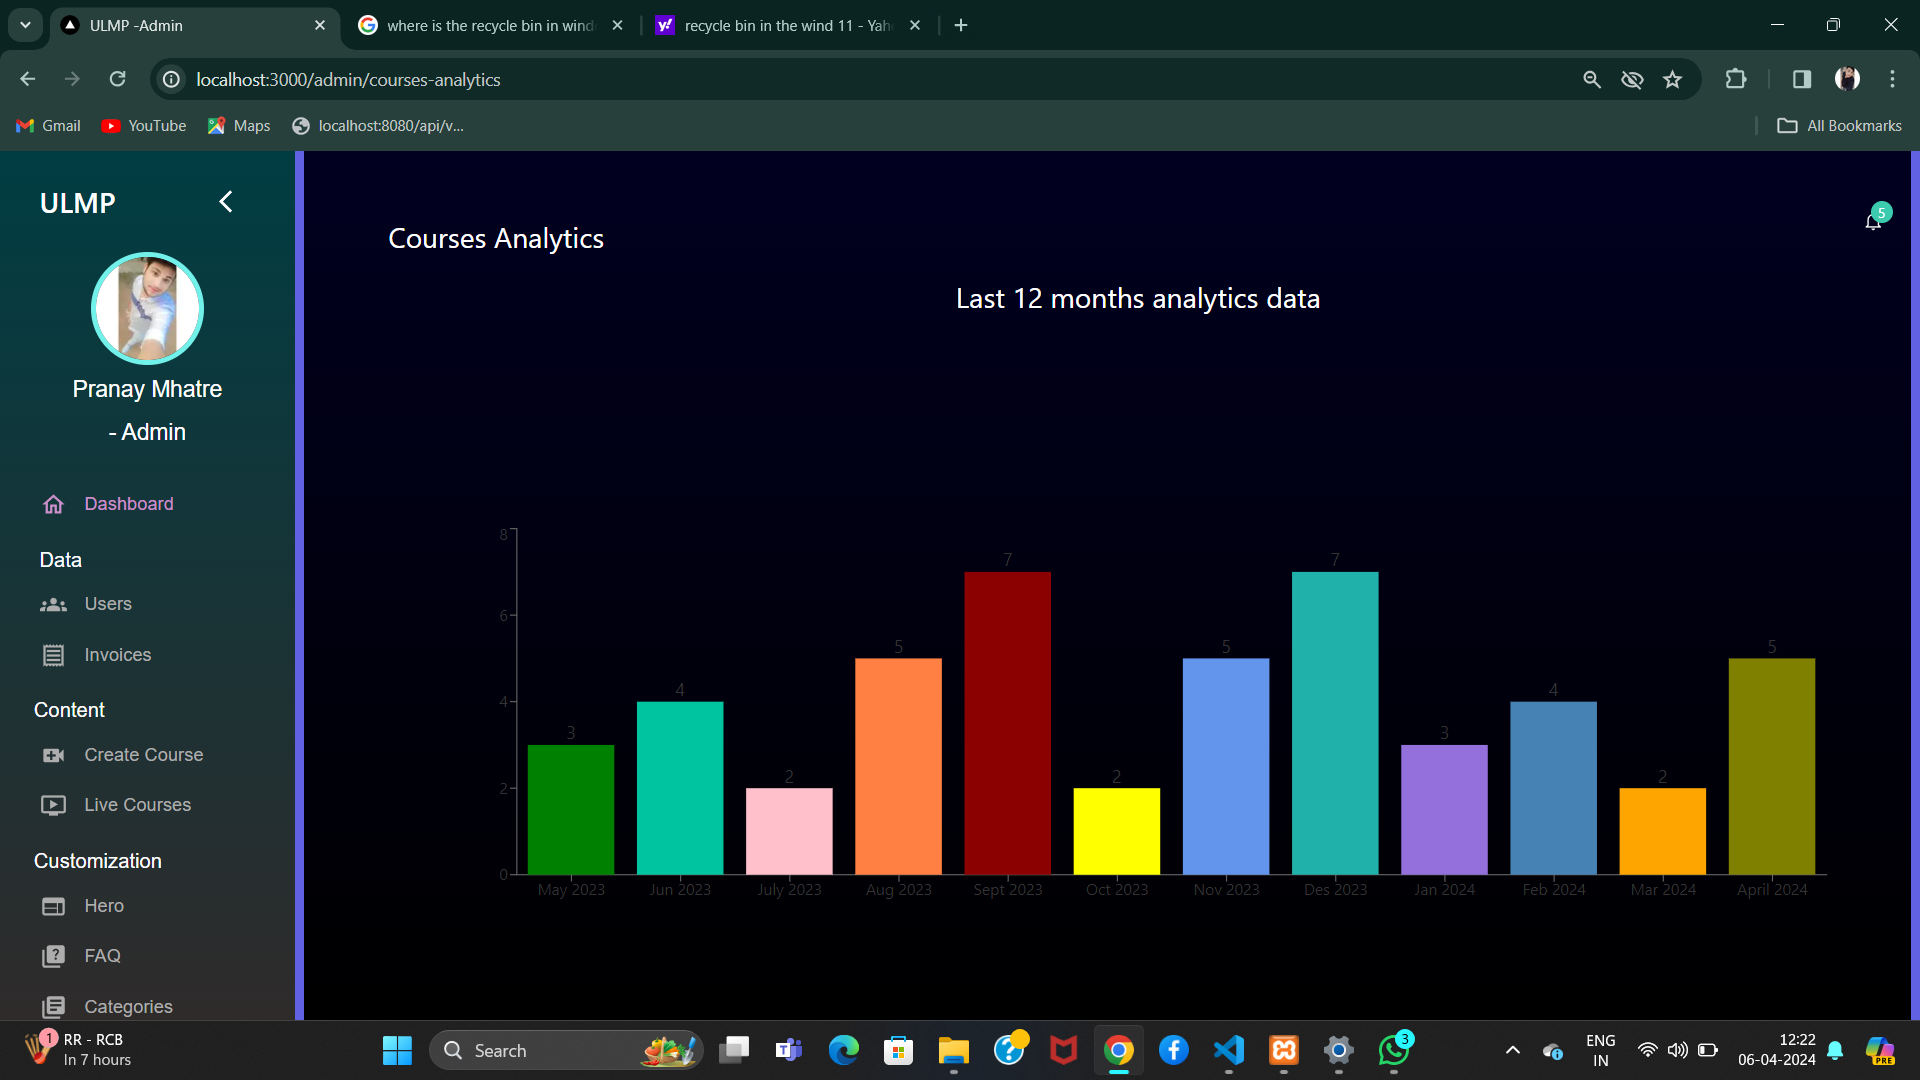 ULMP -Admin
where is the recycle bin in wind
recycle bin in the wind 11 - Yah
localhost:3000/admin/courses-analytics
Gmail
YouTube
Maps
localhost:8080/api/v...
All Bookmarks
ULMP
Pranay Mhatre
- Admin
Dashboard
Data
Users
Invoices
Content
Create Course
Live Courses
Customization
Hero
FAQ
Categories
5
Courses Analytics
Last 12 months analytics data
8
6
4
2
0
3
4
2
5
7
2
5
7
3
4
2
5
May 2023
Jun 2023
July 2023
Aug 2023
Sept 2023
Oct 2023
Nov 2023
Des 2023
Jan 2024
Feb 2024
Mar 2024
April 2024
1
RR - RCB
In 7 hours
Search
3
ENG
IN
12:22
06-04-2024
PRE